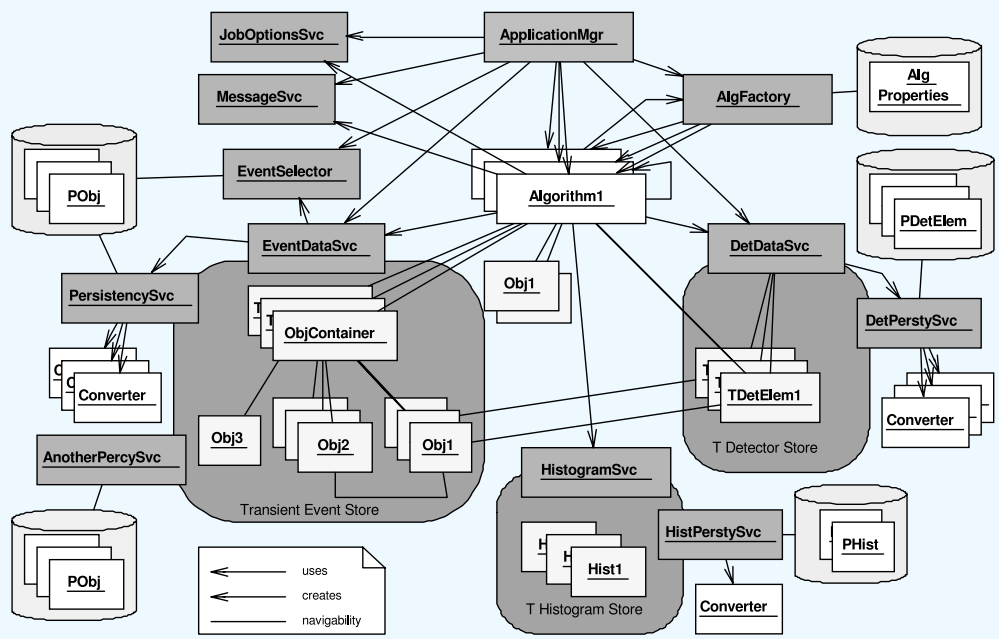 JobOptionsSvc
ApplicationMgr
MessageSvc
AlgFactory
Alg
Properties
EventSelector
PObj
Algorithm1
PDetElem
EventDataSvc
DetDataSvc
PersistencySvc
Obj1
T
T
ObjContainer
DetPerstySvc
C
C
Converter
T
T
TDetElem1
Obj3
Obj2
Obj1
Converter
T Detector Store
AnotherPercySvc
HistogramSvc
Transient Event Store
HistPerstySvc
PHist
H
H
Hist1
PObj
uses
creates
navigability
T Histogram Store
Converter